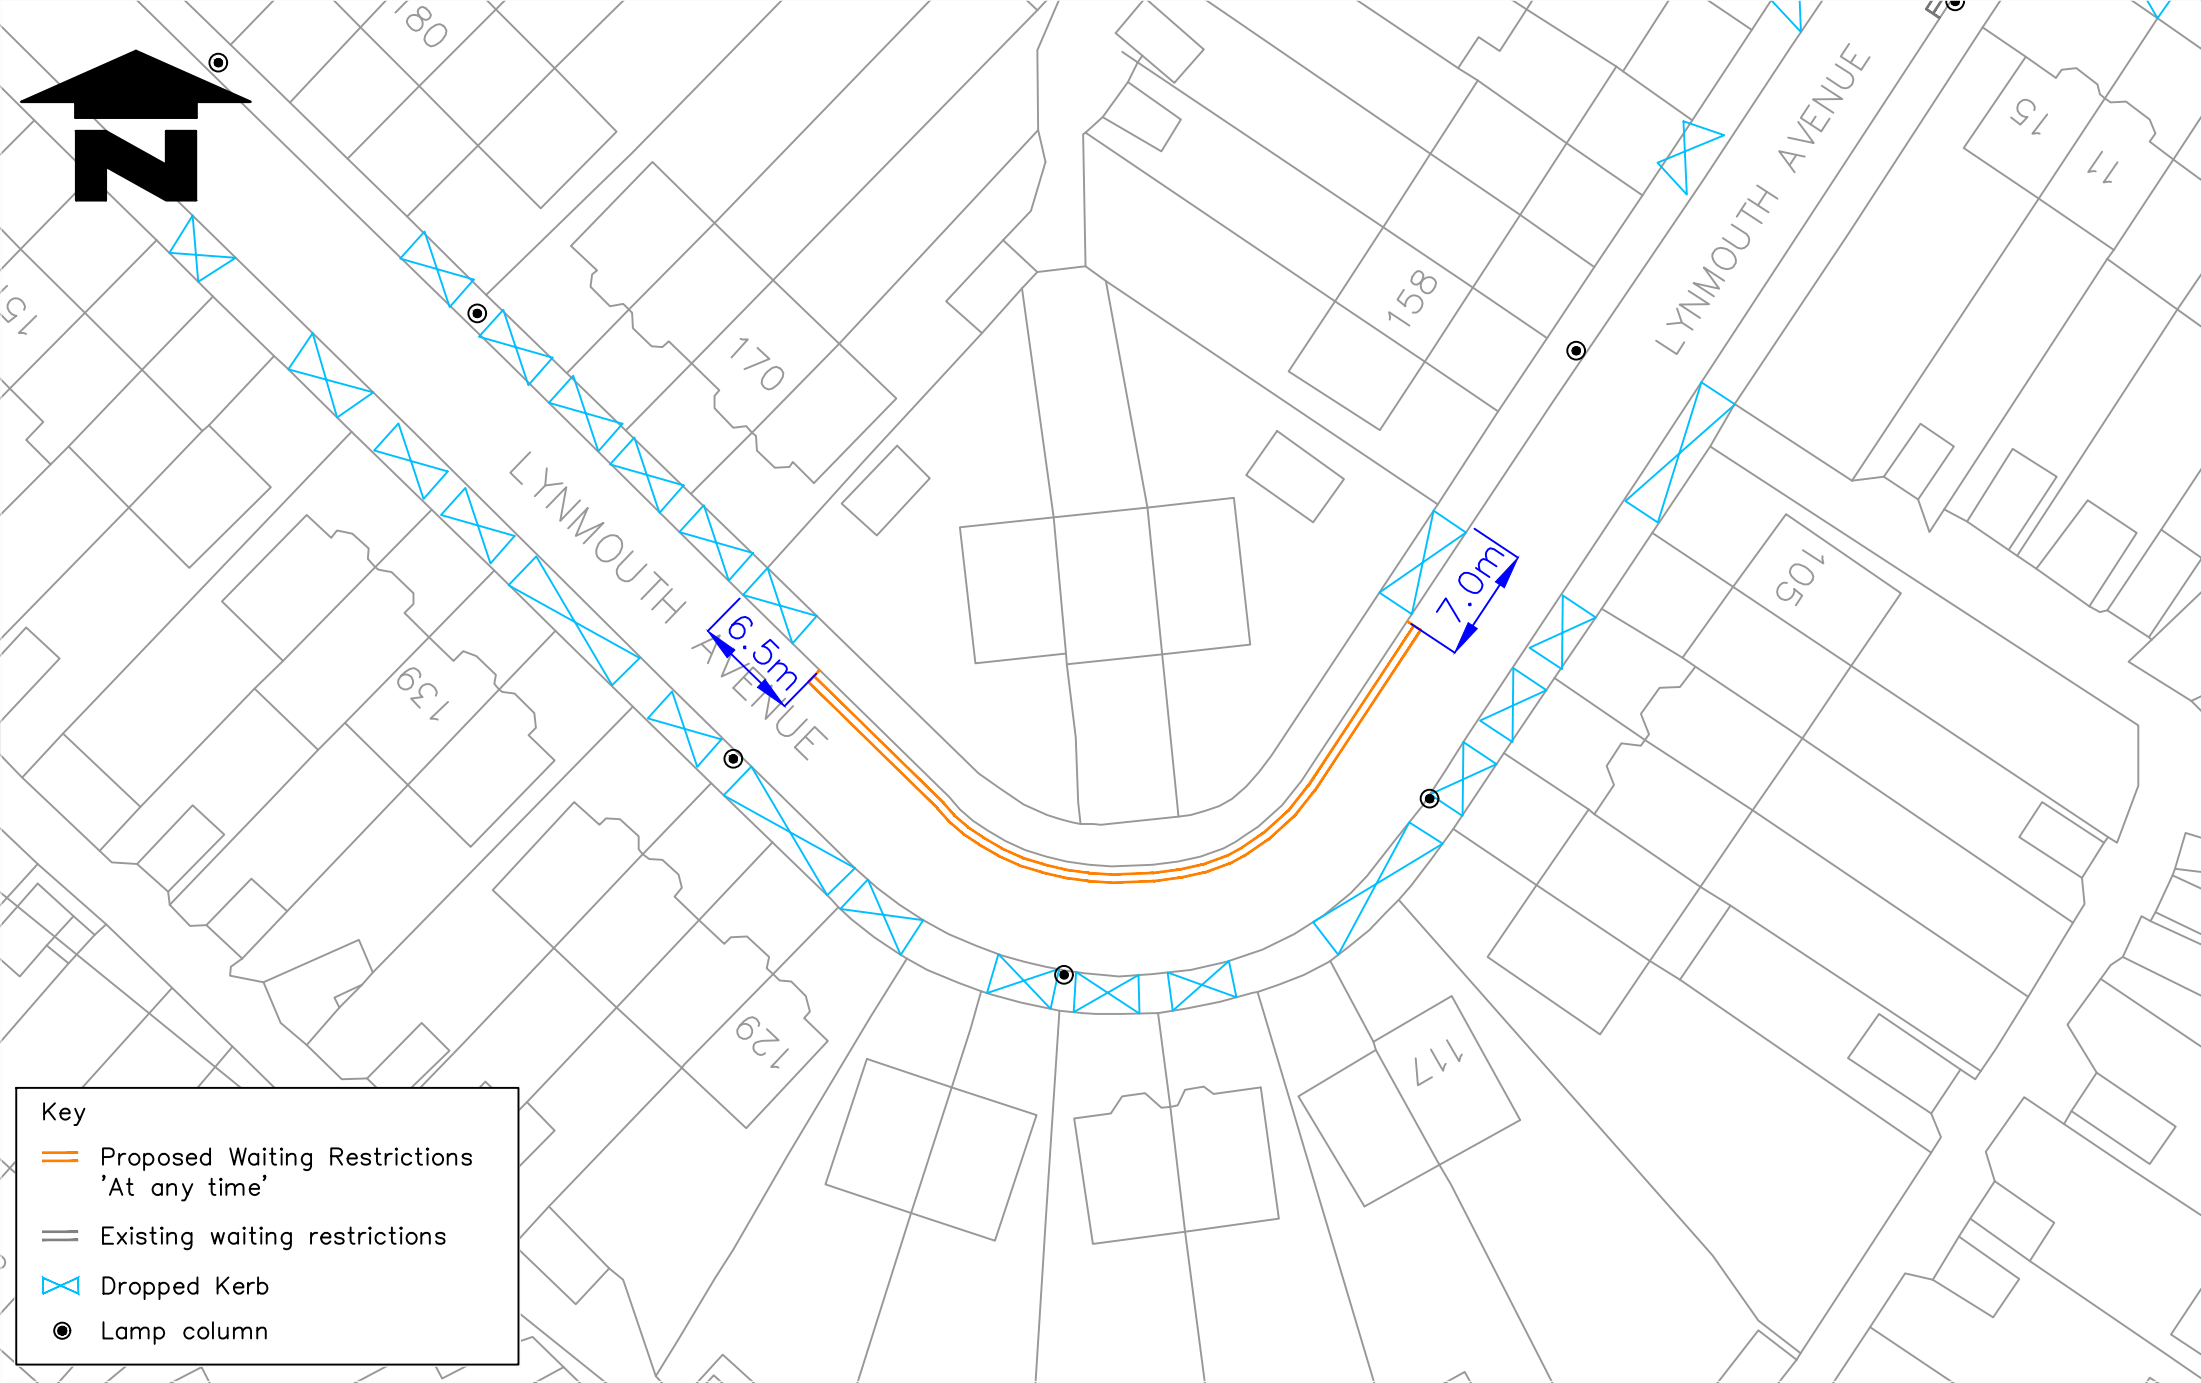 180
N
15
11
LYNMOUTH AVENUE
158
170
LYNMOUTH AVENUE
7.0m
105
6.5m
139
129
117
Key
Proposed Waiting Restrictions
'At any time'
Existing waiting restrictions
Dropped Kerb
Lamp column